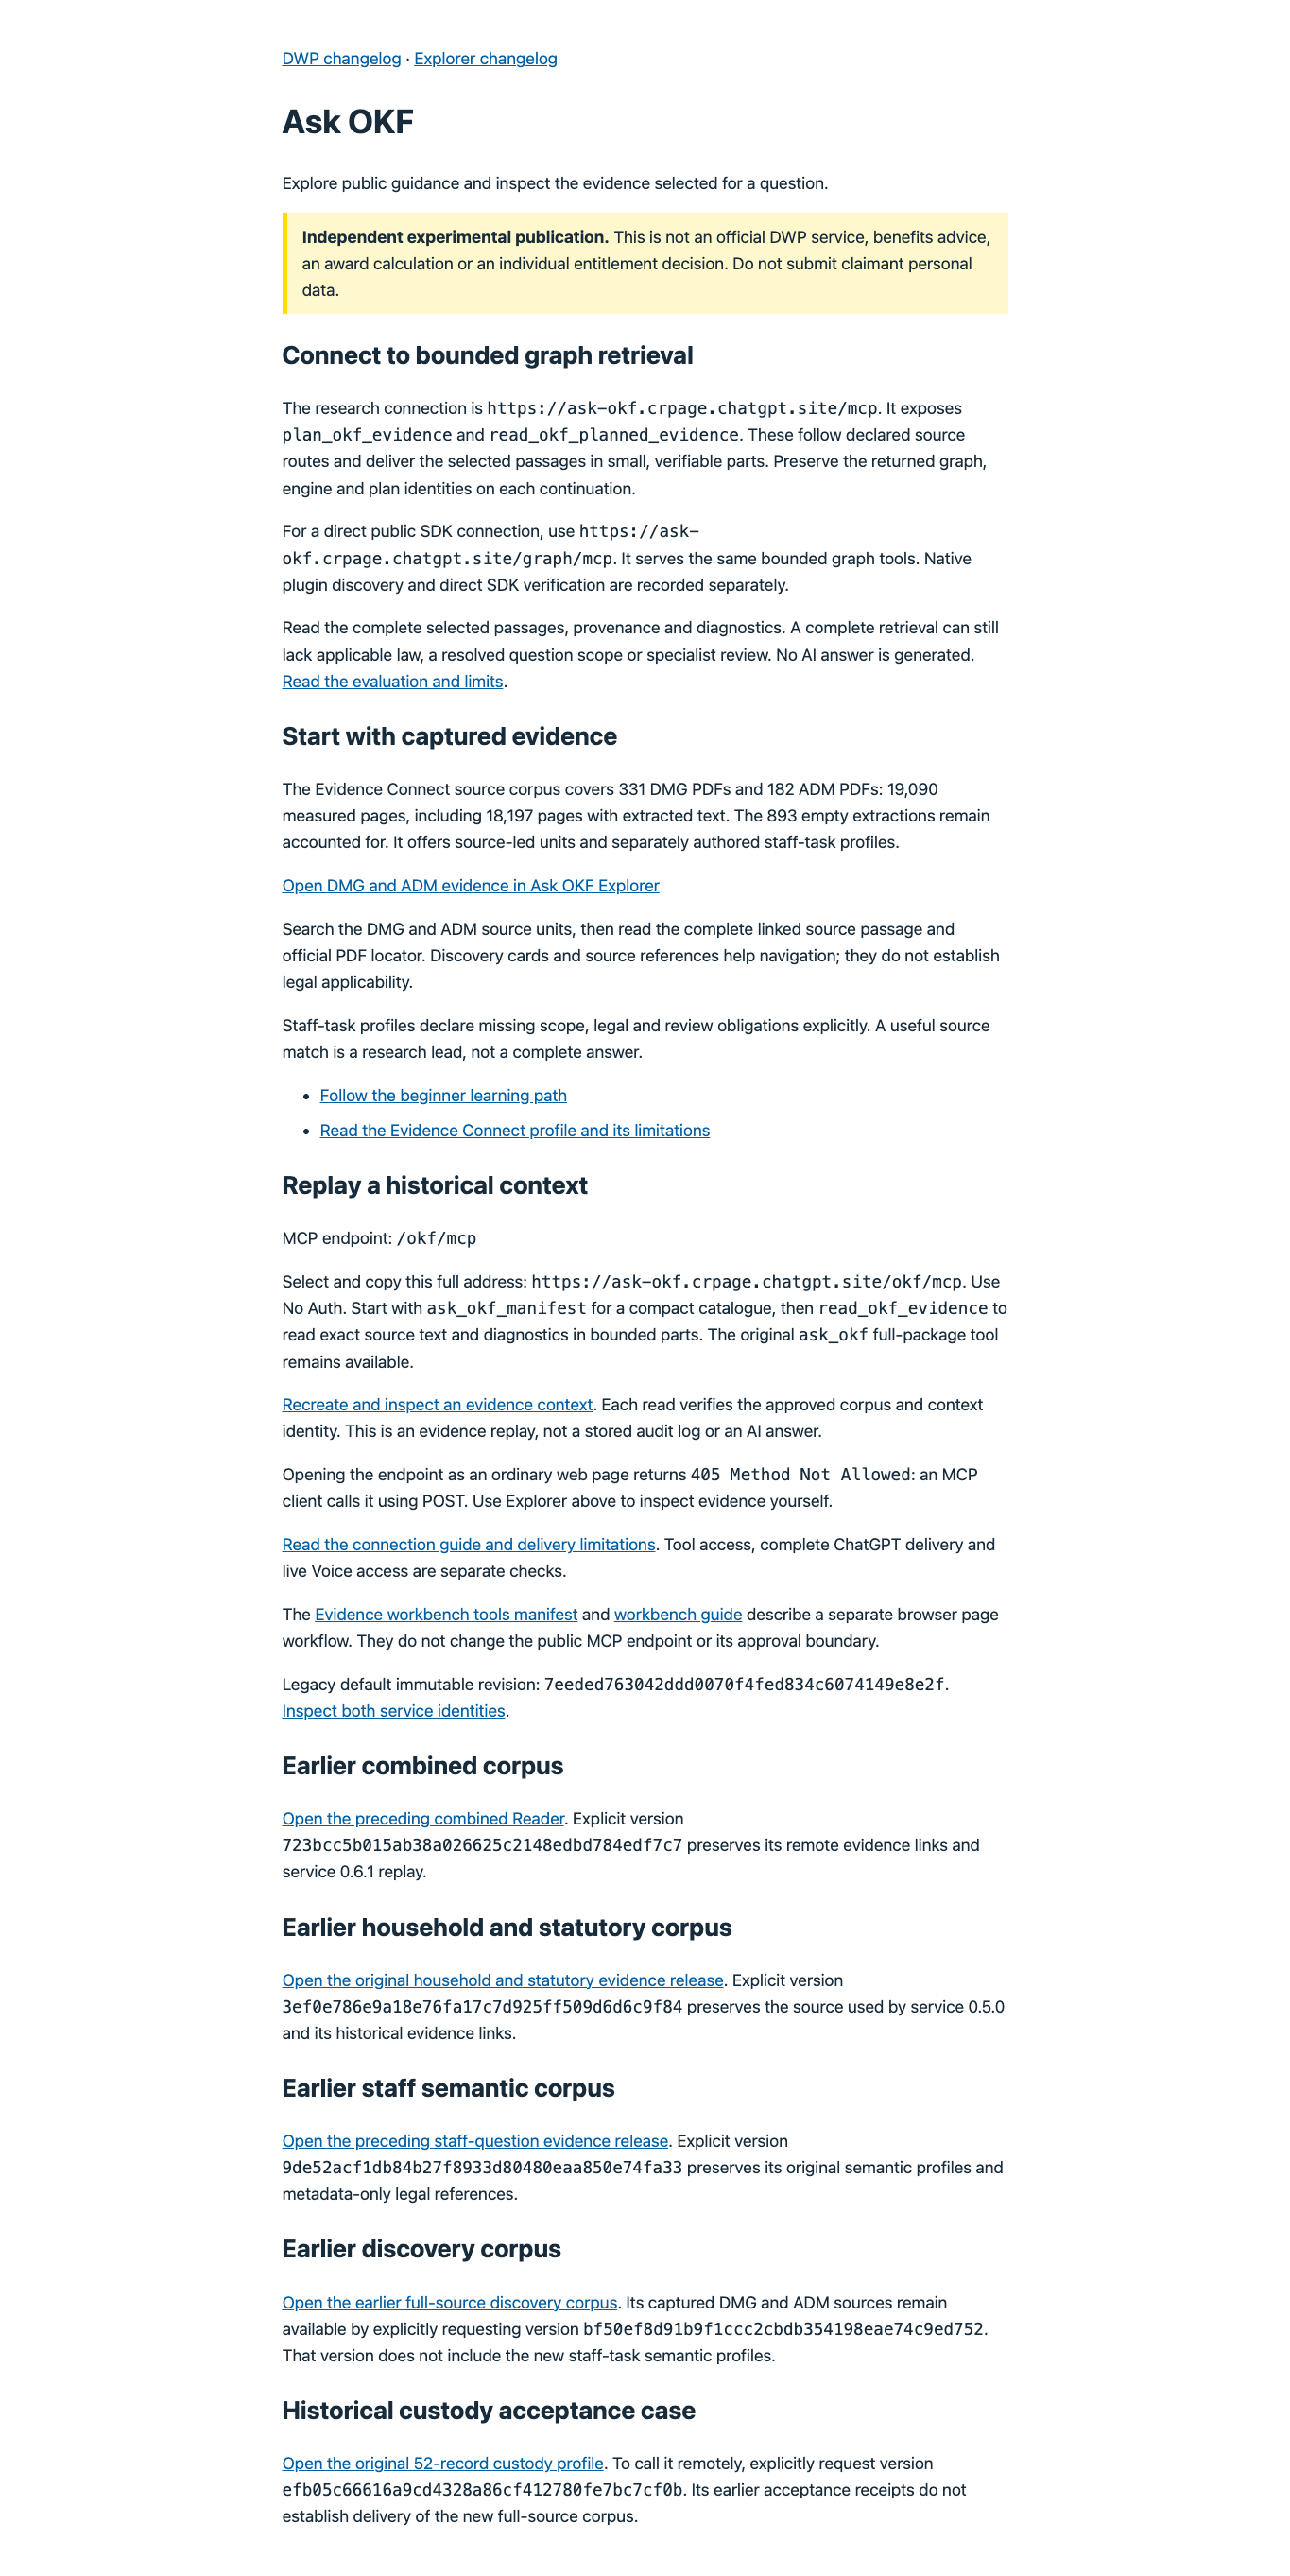 DWP changelog · Explorer changelog
Ask OKF
Explore public guidance and inspect the evidence selected for a question.
Independent experimental publication. This is not an official DWP service, benefits advice,
an award calculation or an individual entitlement decision. Do not submit claimant personal
data.
Connect to bounded graph retrieval
The research connection is https://ask-okf.crpage.chatgpt.site/mcp. It exposes
plan_okf_evidence and read_okf_planned_evidence. These follow declared source
routes and deliver the selected passages in small, verifiable parts. Preserve the returned graph,
engine and plan identities on each continuation.
For a direct public SDK connection, use https://ask-
okf.crpage.chatgpt.site/graph/mcp. It serves the same bounded graph tools. Native
plugin discovery and direct SDK verification are recorded separately.
Read the complete selected passages, provenance and diagnostics. A complete retrieval can still
lack applicable law, a resolved question scope or specialist review. No AI answer is generated.
Read the evaluation and limits.
Start with captured evidence
The Evidence Connect source corpus covers 331 DMG PDFs and 182 ADM PDFs: 19,090
measured pages, including 18,197 pages with extracted text. The 893 empty extractions remain
accounted for. It offers source-led units and separately authored staff-task profiles.
Open DMG and ADM evidence in Ask OKF Explorer
Search the DMG and ADM source units, then read the complete linked source passage and
official PDF locator. Discovery cards and source references help navigation; they do not establish
legal applicability.
Staff-task profiles declare missing scope, legal and review obligations explicitly. A useful source
match is a research lead, not a complete answer.
• Follow the beginner learning path
• Read the Evidence Connect profile and its limitations
Replay a historical context
MCP endpoint: /okf/mcp
Select and copy this full address: https://ask-okf.crpage.chatgpt.site/okf/mcp. Use
No Auth. Start with ask_okf_manifest for a compact catalogue, then read_okf_evidence to
read exact source text and diagnostics in bounded parts. The original ask_okf full-package tool
remains available.
Recreate and inspect an evidence context. Each read verifies the approved corpus and context
identity. This is an evidence replay, not a stored audit log or an AI answer.
Opening the endpoint as an ordinary web page returns 405 Method Not Allowed: an MCP
client calls it using POST. Use Explorer above to inspect evidence yourself.
Read the connection guide and delivery limitations. Tool access, complete ChatGPT delivery and
live Voice access are separate checks.
The Evidence workbench tools manifest and workbench guide describe a separate browser page
workflow. They do not change the public MCP endpoint or its approval boundary.
Legacy default immutable revision: 7eeded763042ddd0070f4fed834c6074149e8e2f.
Inspect both service identities.
Earlier combined corpus
Open the preceding combined Reader. Explicit version
723bcc5b015ab38a026625c2148edbd784edf7c7 preserves its remote evidence links and
service 0.6.1 replay.
Earlier household and statutory corpus
Open the original household and statutory evidence release. Explicit version
3ef0e786e9a18e76fa17c7d925ff509d6d6c9f84 preserves the source used by service 0.5.0
and its historical evidence links.
Earlier staff semantic corpus
Open the preceding staff-question evidence release. Explicit version
9de52acf1db84b27f8933d80480eaa850e74fa33 preserves its original semantic profiles and
metadata-only legal references.
Earlier discovery corpus
Open the earlier full-source discovery corpus. Its captured DMG and ADM sources remain
available by explicitly requesting version bf50ef8d91b9f1ccc2cbdb354198eae74c9ed752.
That version does not include the new staff-task semantic profiles.
Historical custody acceptance case
Open the original 52-record custody profile. To call it remotely, explicitly request version
efb05c66616a9cd4328a86cf412780fe7bc7cf0b. Its earlier acceptance receipts do not
establish delivery of the new full-source corpus.